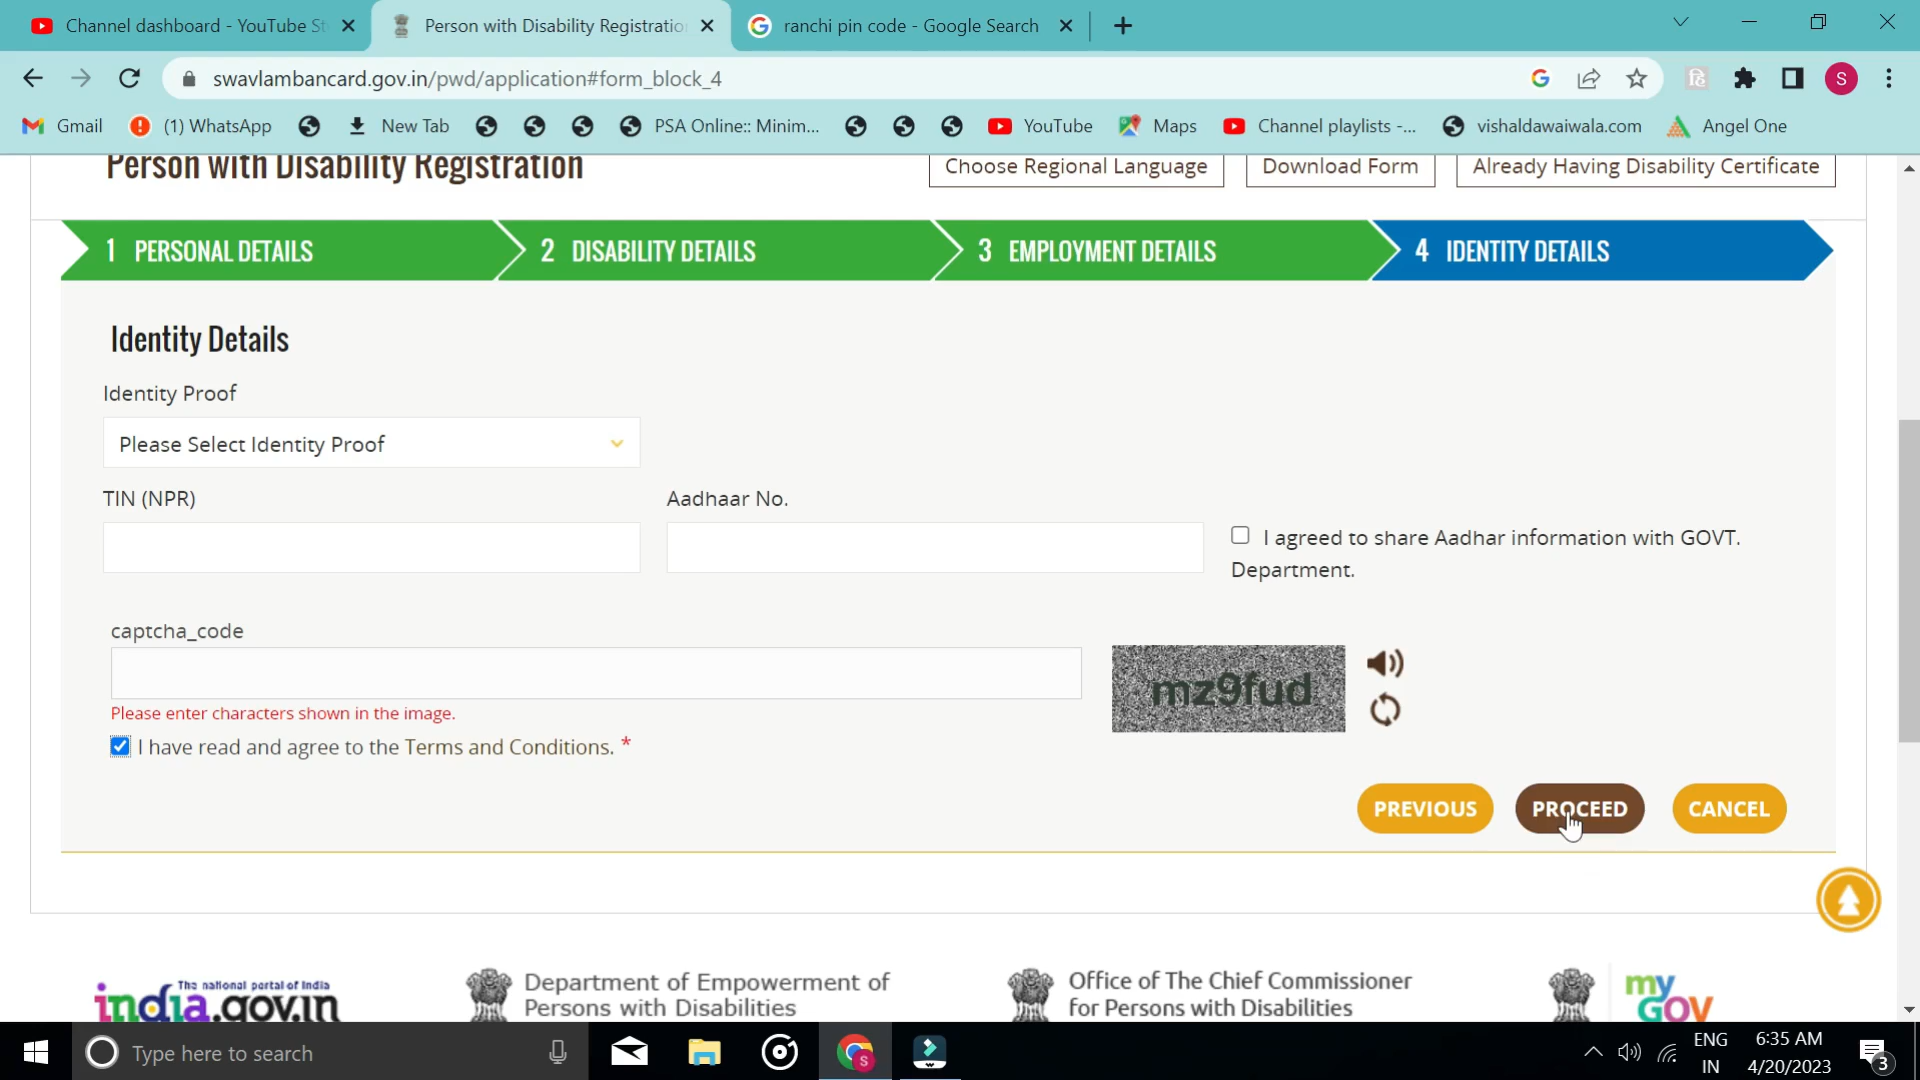 Channel dashboard - YouTube St
Person with Disability Registratio
ranchi pin code - Google Search
swavlambancard.gov.in/pwd/application#form_block_4
S
Gmail
(1) WhatsApp
New Tab
PSA Online:: Minim...
YouTube
Maps
Channel playlists -...
vishaldawaiwala.com
Angel One
Person with Disability Registration
Choose Regional Language
Download Form
Already Having Disability Certificate
1 PERSONAL DETAILS
2 DISABILITY DETAILS
3 EMPLOYMENT DETAILS
4 IDENTITY DETAILS
Identity Details
Identity Proof
Please Select Identity Proof
TIN (NPR)
Aadhaar No.
I agreed to share Aadhar information with GOVT.
Department.
captcha_code
mz9fud
Please enter characters shown in the image.
I have read and agree to the Terms and Conditions. *
PREVIOUS
PROCEED
CANCEL
The national portal of India
india.gov.in
Department of Empowerment of
Persons with Disabilities
Office of The Chief Commissioner
for Persons with Disabilities
my
GOV
Type here to search
S
ENG
IN
6:35 AM
4/20/2023
3